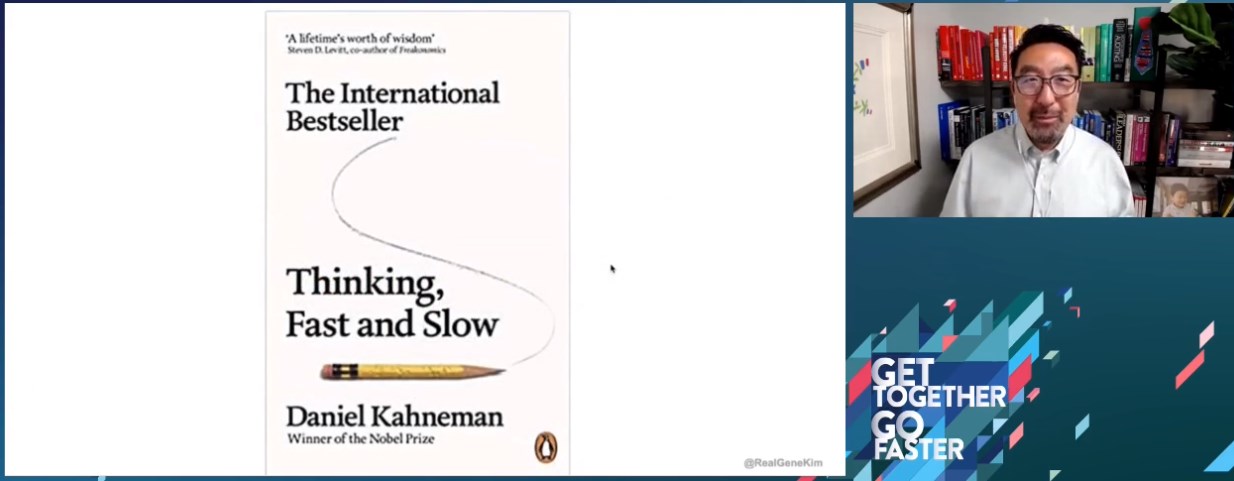 'A lifetime's worth of wisdom'
Steven D. Levitt, co-author of Freakonomics
The International
Bestseller
Thinking,
Fast and Slow
Daniel Kahneman
Winner of the Nobel Prize
@RealGeneKim
GET
TOGETHER
GO
FASTER